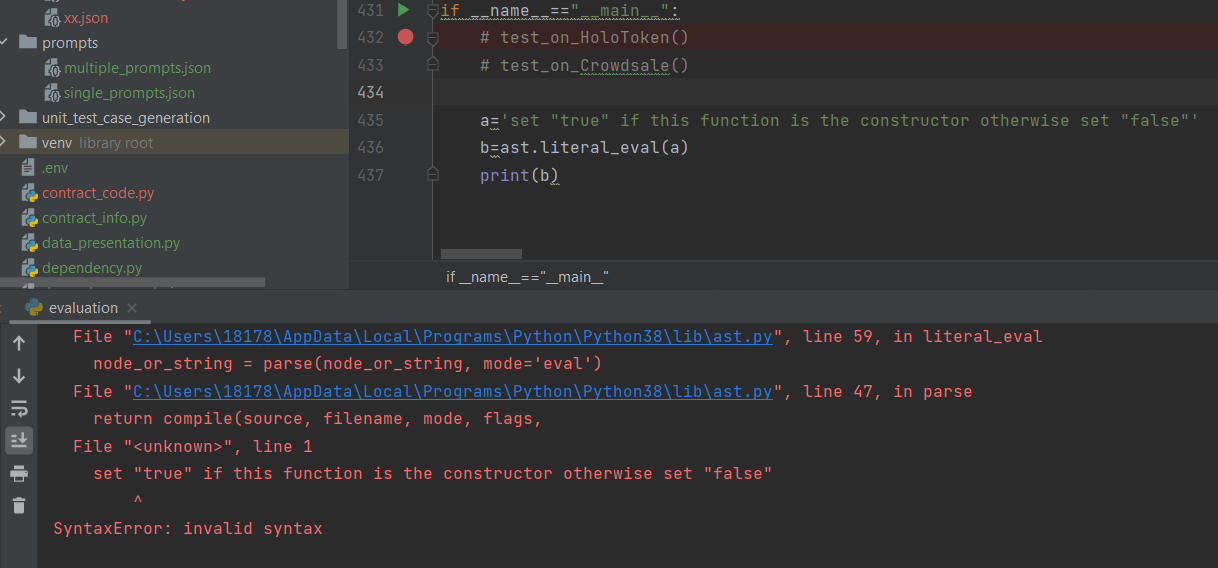 xx.json
prompts
multiple_prompts.json
single_prompts.json
unit_test_case_generation
venv library root
.env
contract_code.py
contract_info.py
data_presentation.py
dependency.py
431 if __name__=="__main__":
432 # test_on_HoloToken()
433 # test_on_Crowdsale()
434
435 a='set "true" if this function is the constructor otherwise set "false"'
436 b=ast.literal_eval(a)
437 print(b)
if __name__=="__main__"
evaluation
File "C:\Users\18178\AppData\Local\Programs\Python\Python38\lib\ast.py", line 59, in literal_eval
node_or_string = parse(node_or_string, mode='eval')
File "C:\Users\18178\AppData\Local\Programs\Python\Python38\lib\ast.py", line 47, in parse
return compile(source, filename, mode, flags,
File "<unknown>", line 1
set "true" if this function is the constructor otherwise set "false"
^
SyntaxError: invalid syntax